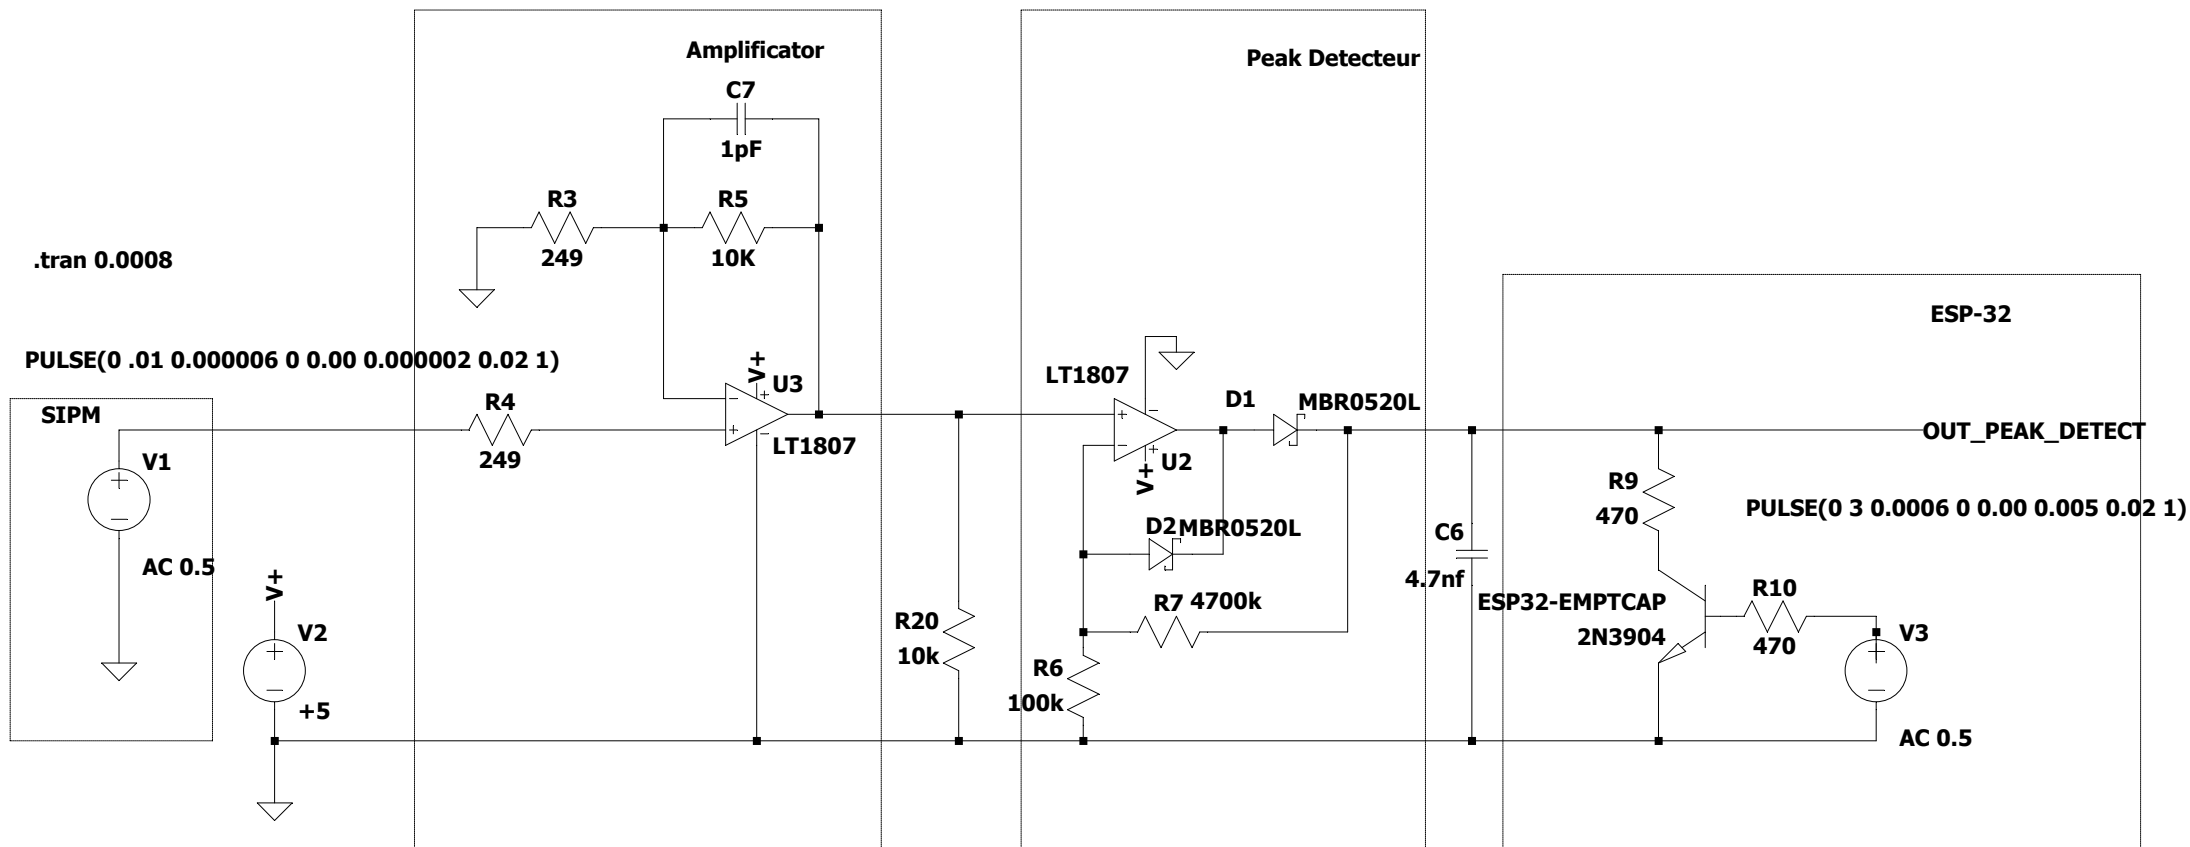 Amplificator
Peak Detecteur
C7
1pF
R3
249
R5
10K
.tran 0.0008
ESP-32
PULSE(0 .01 0.000006 0 0.00 0.000002 0.02 1)
SIPM
R4
249
V+
U3
LT1807
LT1807
D1
MBR0520L
OUT_PEAK_DETECT
V1
U2
V+
R9
470
PULSE(0 3 0.0006 0 0.00 0.005 0.02 1)
D2
MBR0520L
C6
4.7nf
AC 0.5
V+
R7
4700k
ESP32-EMPTCAP
2N3904
R10
470
V2
+5
R20
10k
R6
100k
V3
AC 0.5